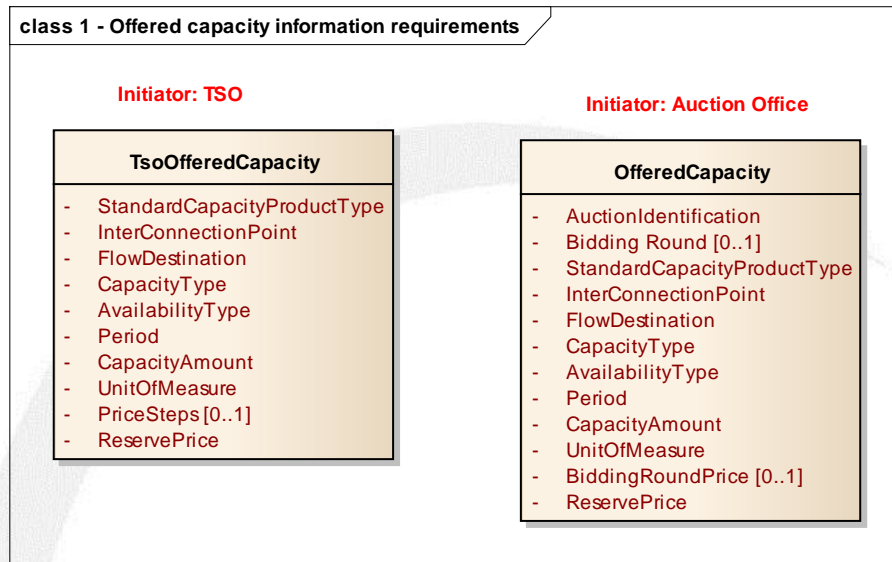 class 1 - Offered capacity information requirements
Initiator: TSO
TsoOfferedCapacity
- StandardCapacityProductType
- InterConnectionPoint
- FlowDestination
- CapacityType
- AvailabilityType
- Period
- CapacityAmount
- UnitOfMeasure
- PriceSteps [0..1]
- ReservePrice
Initiator: Auction Office
OfferedCapacity
- AuctionIdentification
- Bidding Round [0..1]
- StandardCapacityProductType
- InterConnectionPoint
- FlowDestination
- CapacityType
- AvailabilityType
- Period
- CapacityAmount
- UnitOfMeasure
- BiddingRoundPrice [0..1]
- ReservePrice